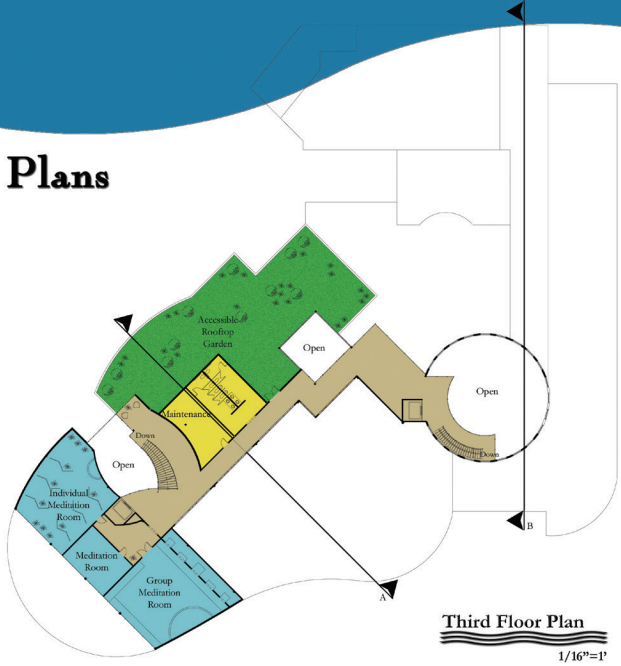 Plans
Accessible
Rooftop
Garden
Open
Maintenance
Open
Down
Open
Down
Individual
Meditation
Room
Meditation
Room
Group
Meditation
Room
B
A
Third Floor Plan
1/16”=1’